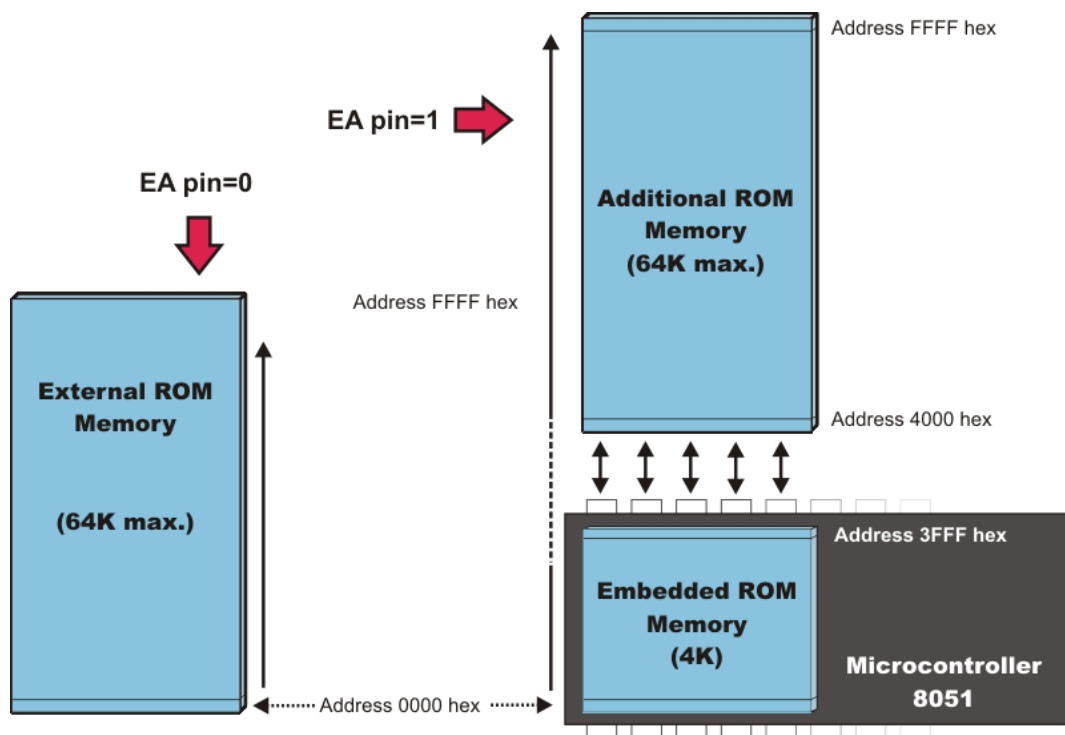 Address FFFF hex
EA pin=1
EA pin=0
Additional ROM
Memory
(64K max.)
Address FFFF hex
External ROM
Memory
(64K max.)
Address 4000 hex
Address 3FFF hex
Embedded ROM
Memory
(4K)
Microcontroller
8051
Address 0000 hex